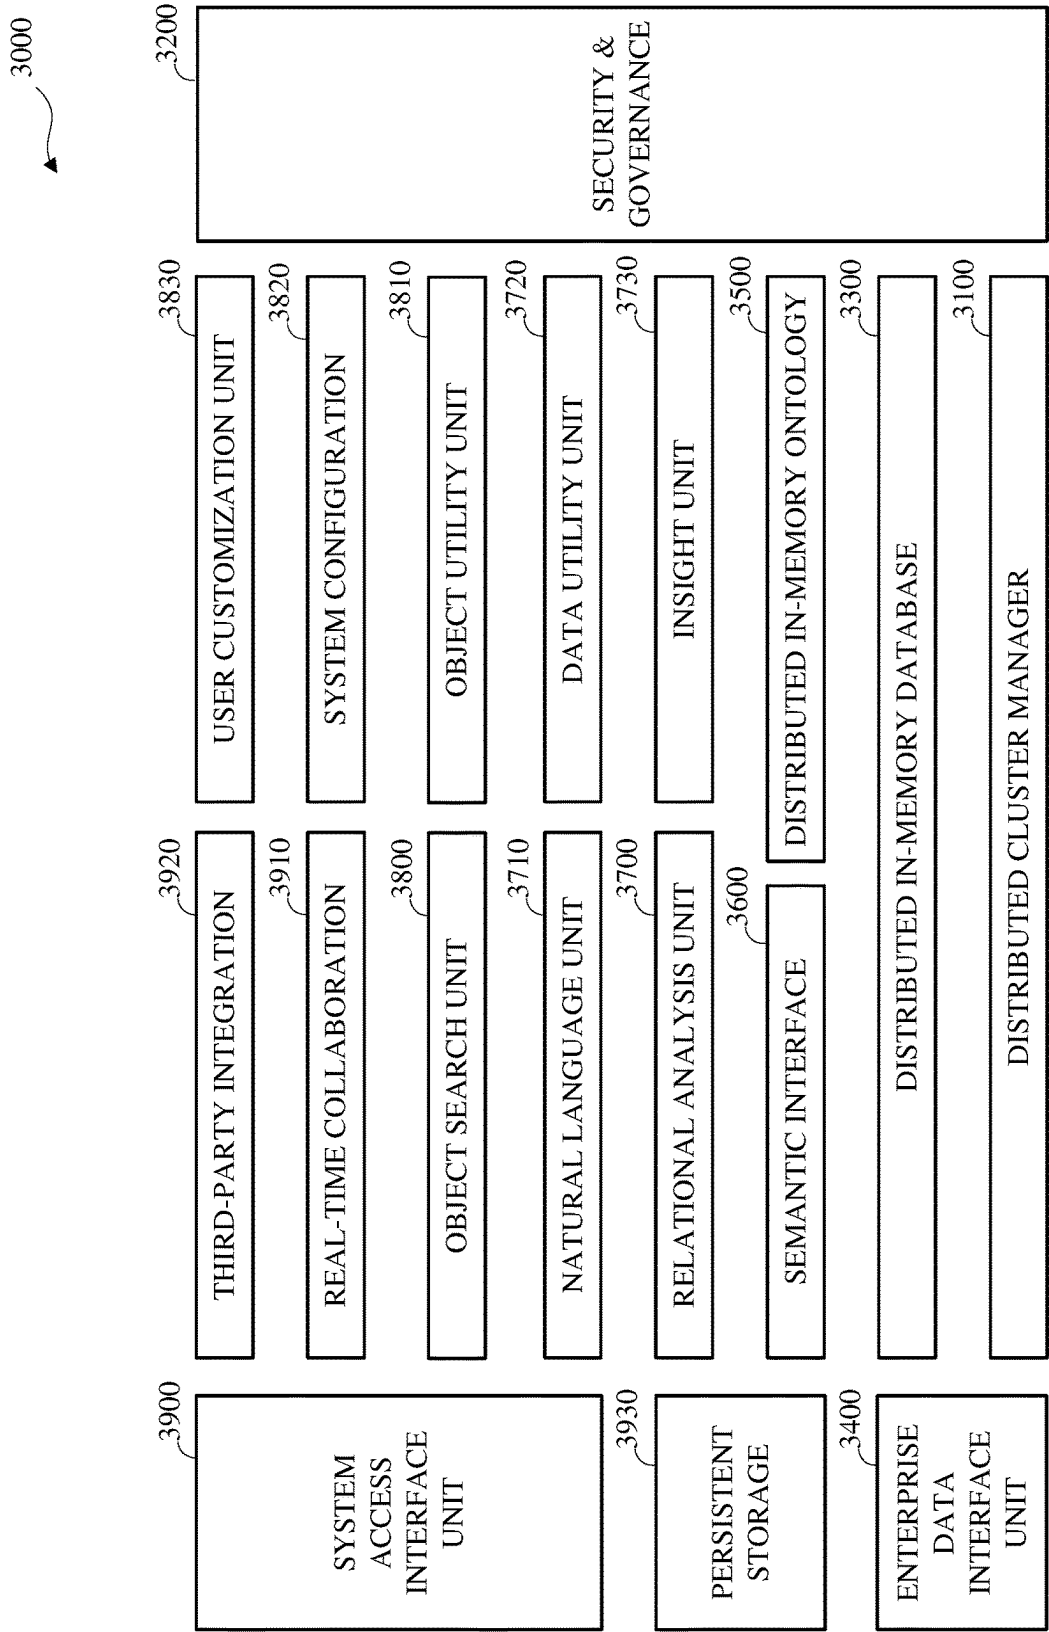 3000
3900
SYSTEM
ACCESS
INTERFACE
UNIT
3920
THIRD-PARTY INTEGRATION
3830
USER CUSTOMIZATION UNIT
3200
SECURITY &
GOVERNANCE
3910
REAL-TIME COLLABORATION
3820
SYSTEM CONFIGURATION
3800
OBJECT SEARCH UNIT
3810
OBJECT UTILITY UNIT
3710
NATURAL LANGUAGE UNIT
3720
DATA UTILITY UNIT
3930
PERSISTENT
STORAGE
3700
RELATIONAL ANALYSIS UNIT
3730
INSIGHT UNIT
3600
SEMANTIC INTERFACE
3500
DISTRIBUTED IN-MEMORY ONTOLOGY
3400
ENTERPRISE
DATA
INTERFACE
UNIT
3300
DISTRIBUTED IN-MEMORY DATABASE
3100
DISTRIBUTED CLUSTER MANAGER